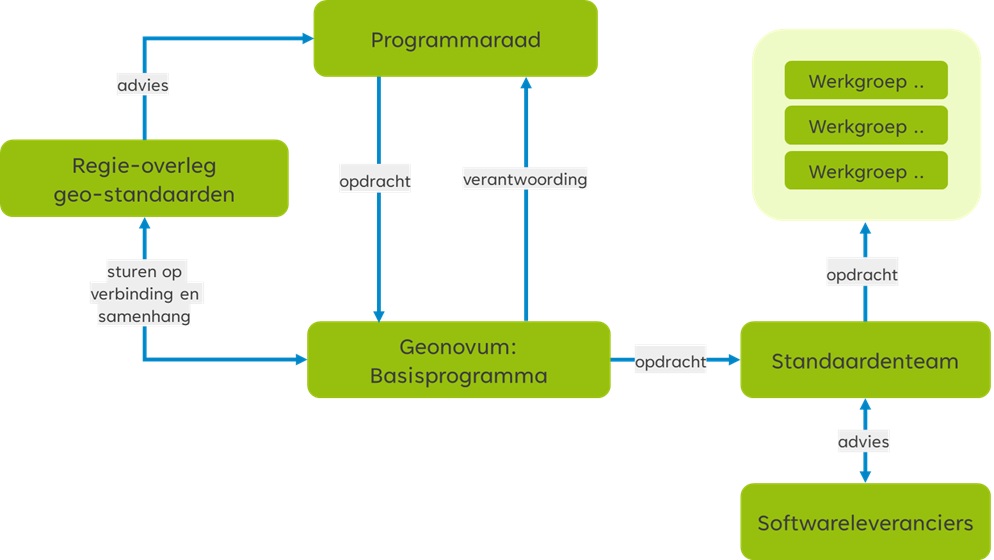 Programmaraad
Werkgroep ..
Werkgroep ..
Werkgroep ..
advies
Regie-overleg
geo-standaarden
opdracht
verantwoording
sturen op
verbinding en
samenhang
opdracht
Geonovum:
Basisprogramma
opdracht
Standaardenteam
advies
Softwareleveranciers